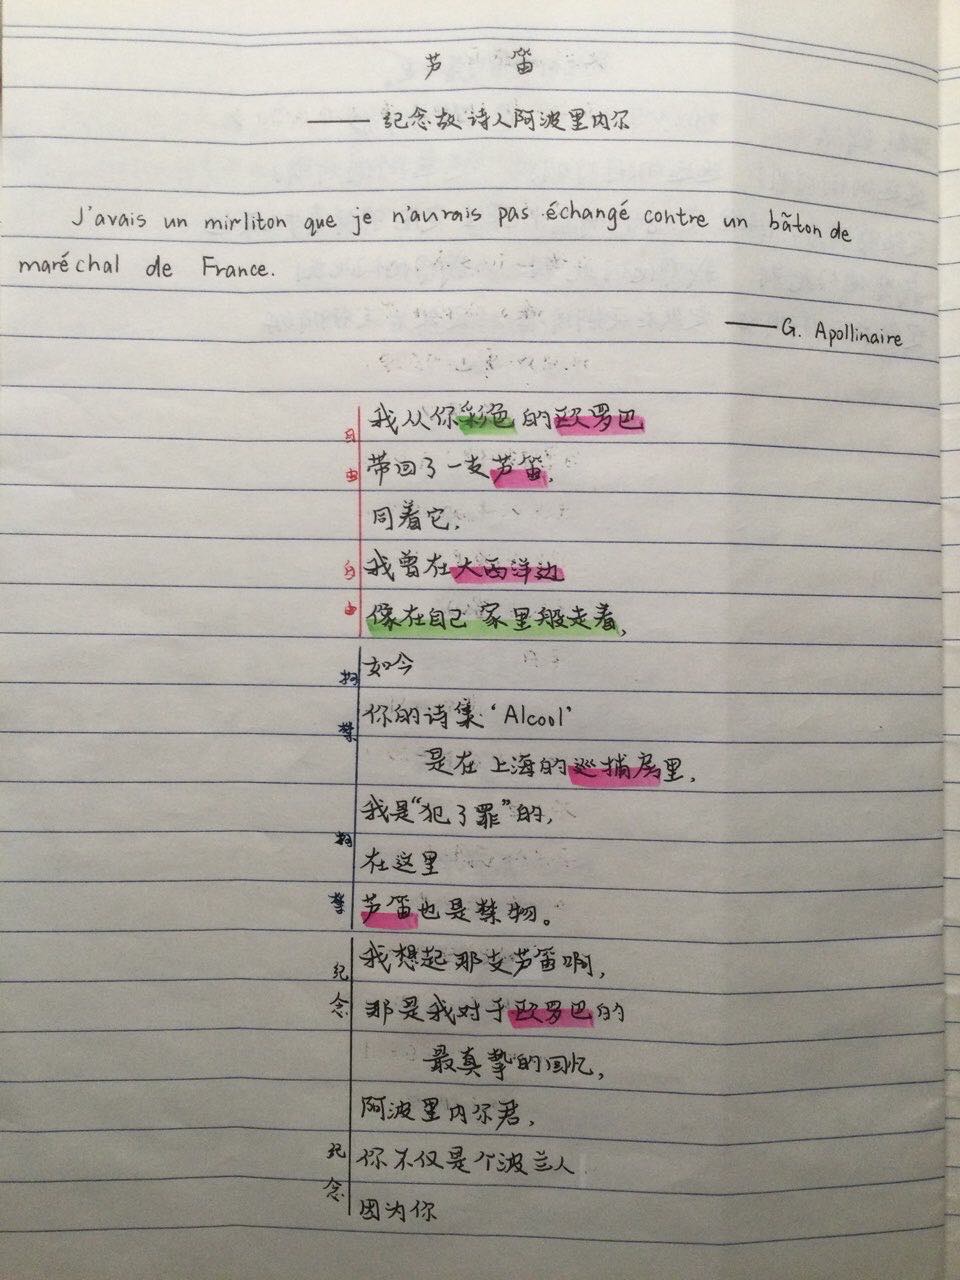 芦笛
——纪念故诗人阿波里内尔
J'avais un mirliton que je n'aurais pas échangé contre un bãton de
maréchal de France.
——G. Apollinaire
我从你彩色的欧罗巴
带回了一支芦笛,
同着它,
我曾在大西洋边
像在自己家里般走着,
如今
你的诗集‘Alcool’
是在上海的巡捕房里,
我是“犯了罪”的,
在这里
芦笛也是禁物。
我想起那支芦笛啊,
那是我对于欧罗巴的
最真挚的回忆,
阿波里内尔君,
你不仅是个波兰人
因为你
自由
自由
拘禁
拘禁
纪念
纪念